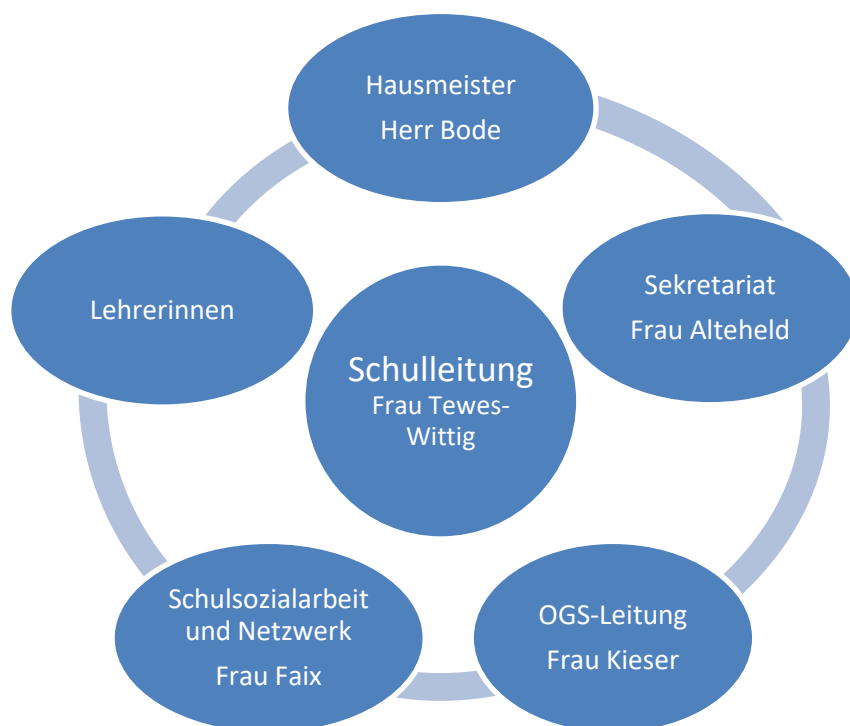 Hausmeister
Herr Bode
Sekretariat
Frau Alteheld
Lehrerinnen
Schulleitung
Frau Tewes-
Wittig
Schulsozialarbeit
und Netzwerk
Frau Faix
OGS-Leitung
Frau Kieser